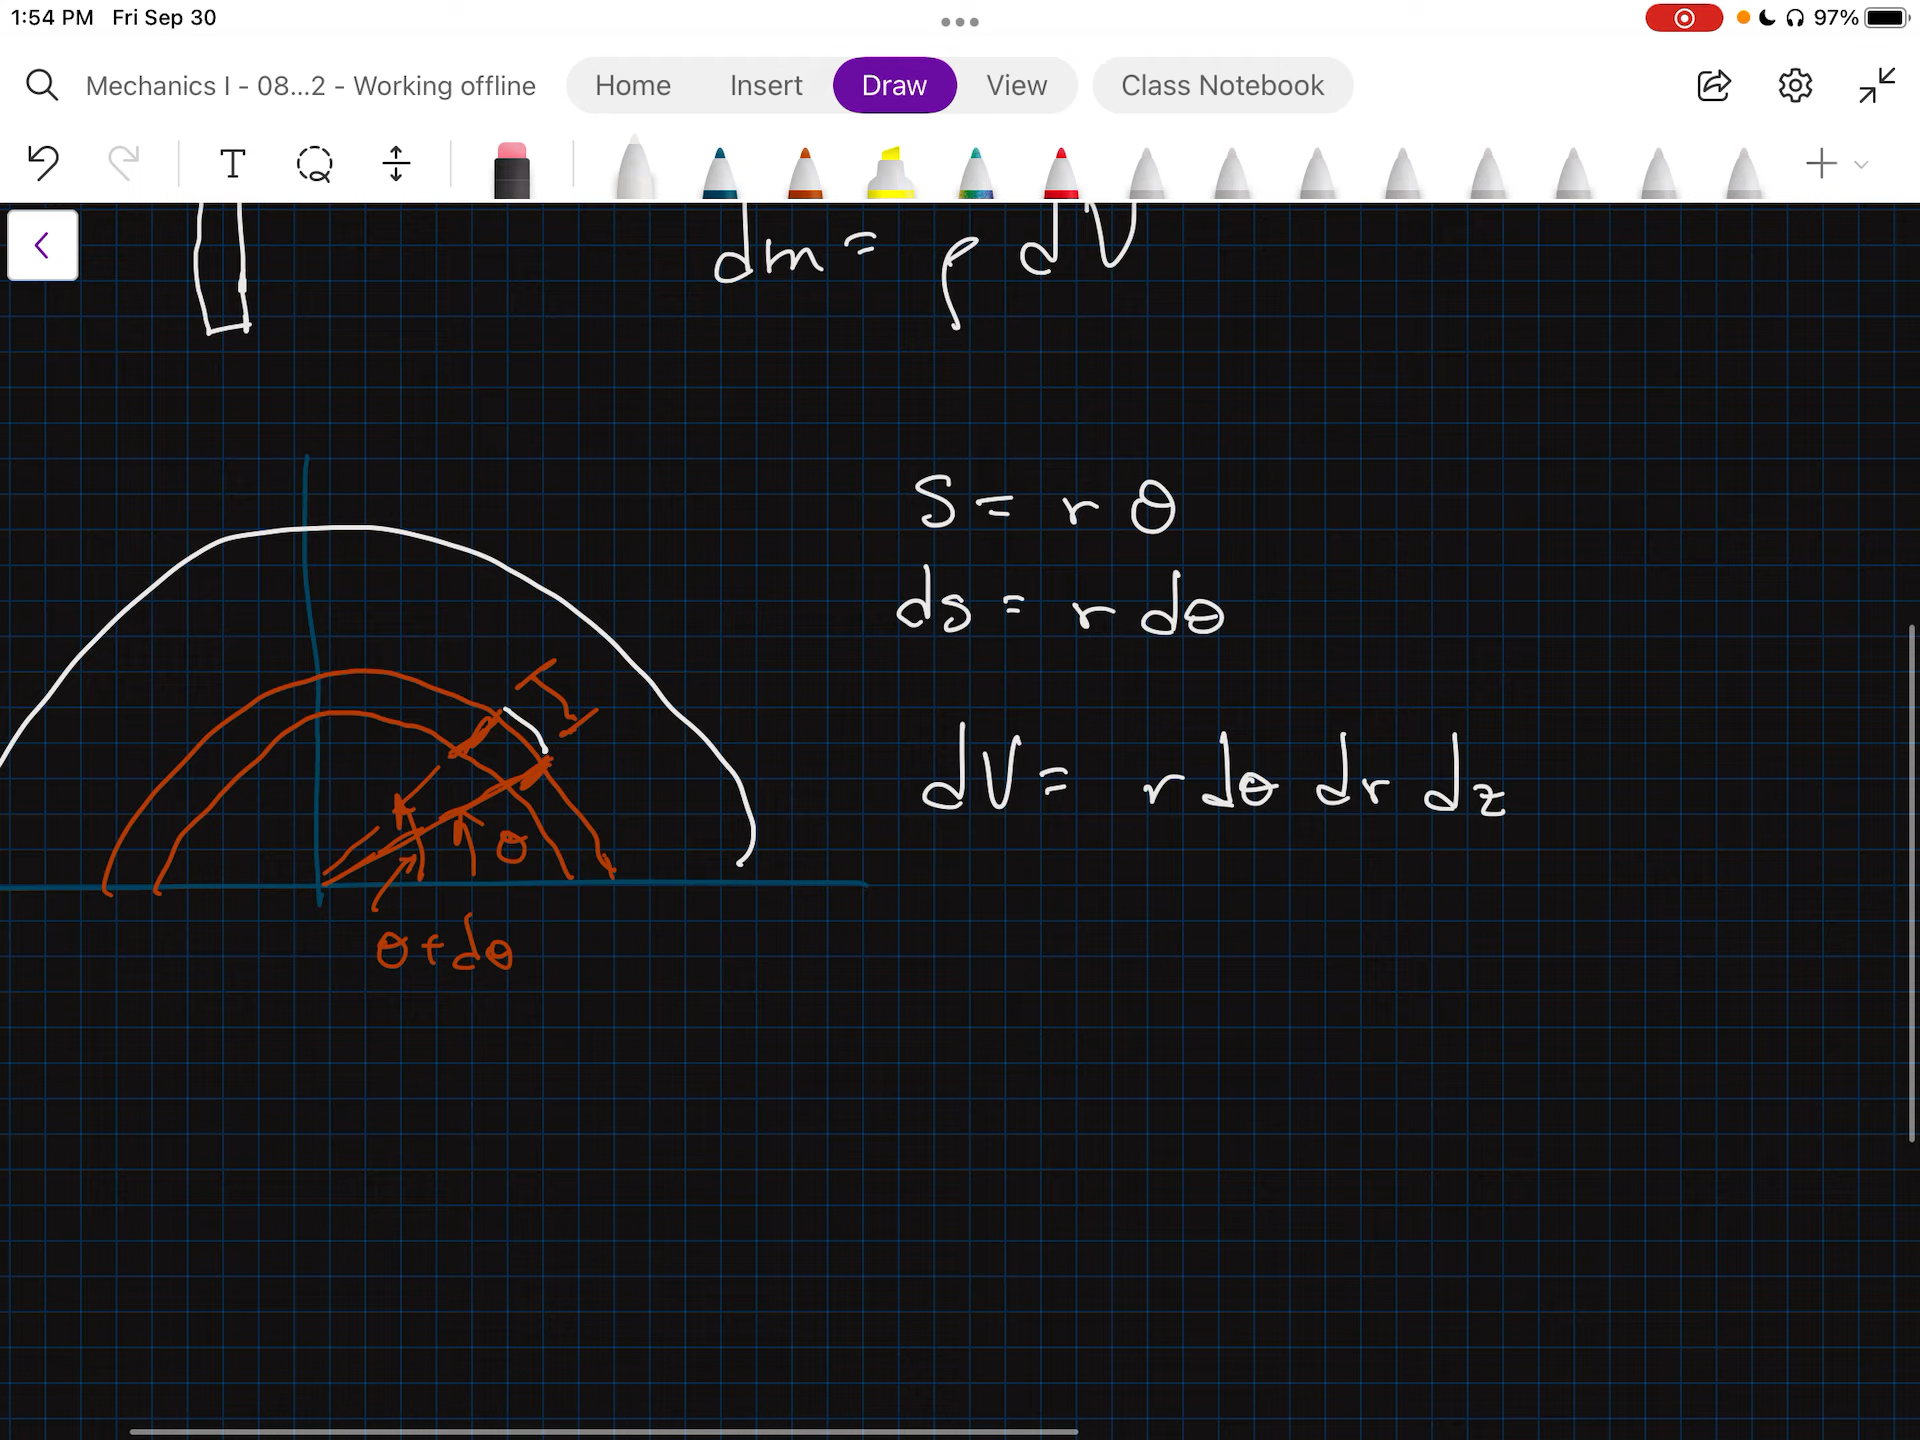 1:54 PM Fri Sep 30
97%
Mechanics I - 08...2 - Working offline
Home Insert Draw View Class Notebook
T
dm = ρ dV
S = r θ
ds = r dθ
dV = r dθ dr dz
θ
θ + dθ